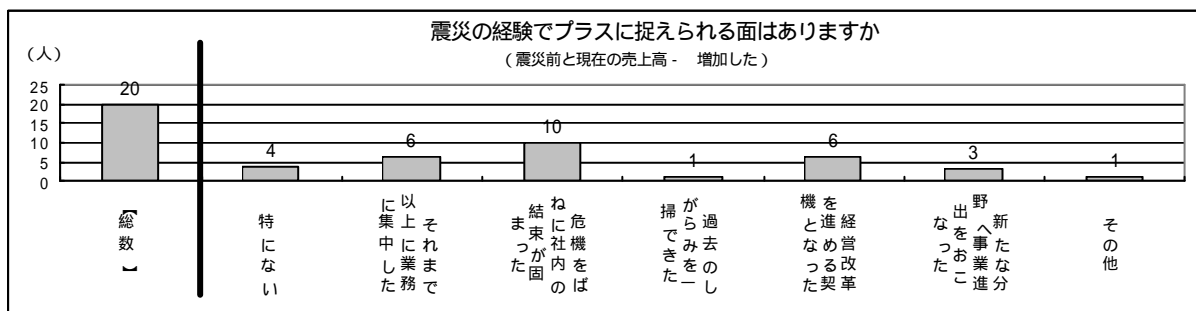 震災の経験でプラスに捉えられる面はありますか
(震災前と現在の売上高-　増加した)
(人)
25
20
15
10
5
0
20
4
6
10
1
6
3
1
【総数】
特にない
それまで
以上に業務
に集中した
危機をば
ねに社内の
結束が固
まった
過去のし
がらみを一
掃できた
経営改革
を進める契
機となった
新たな分
野へ事業進
出をおこ
なった
その他